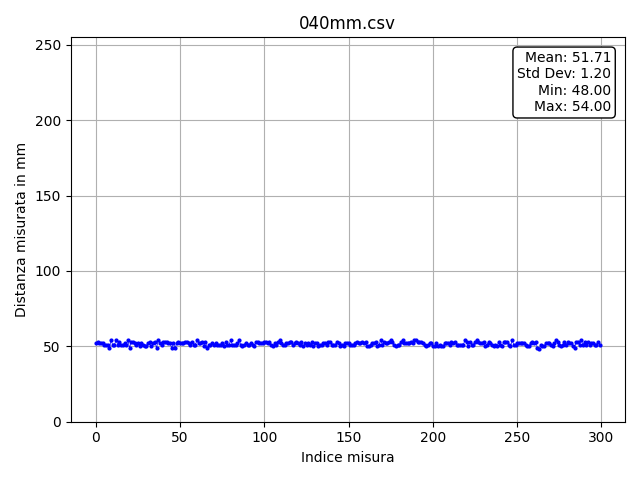 040mm.csv
Mean: 51.71
Std Dev: 1.20
Min: 48.00
Max: 54.00
Distanza misurata in mm
250
200
150
100
50
0
0 50 100 150 200 250 300
Indice misura